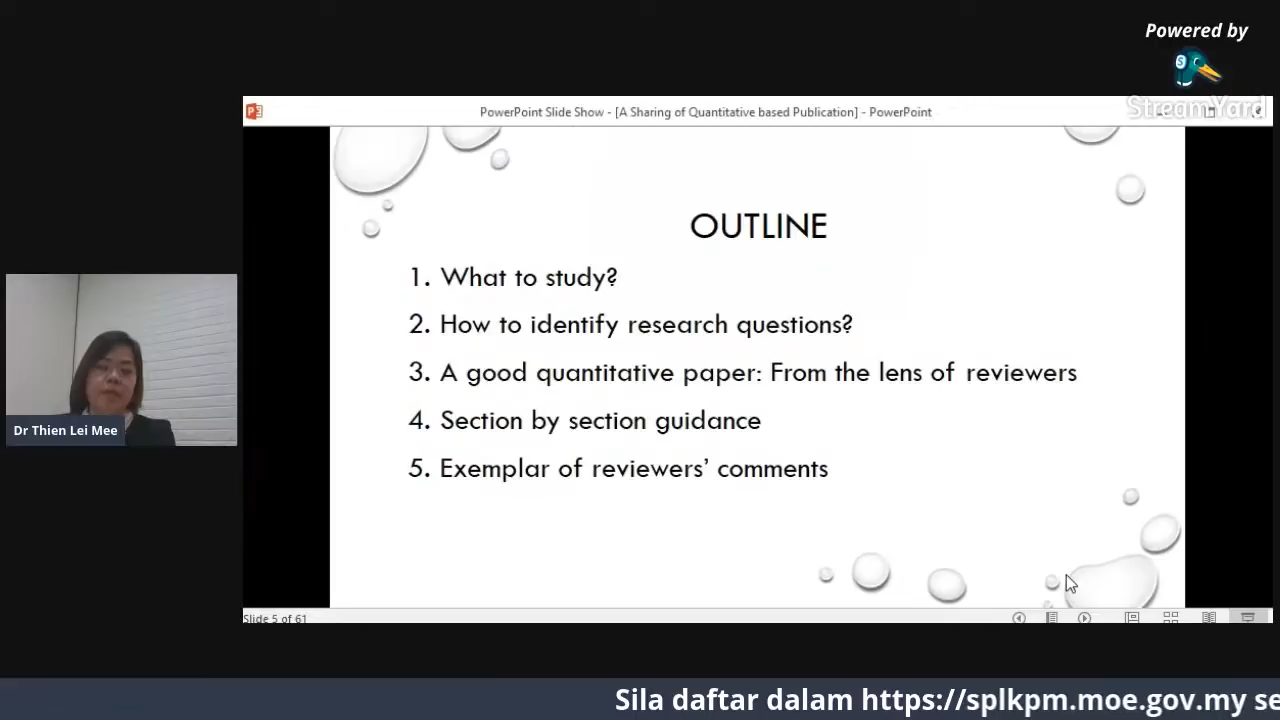 Powered by
StreamYard
PowerPoint Slide Show - [A Sharing of Quantitative based Publication] - PowerPoint
OUTLINE
1. What to study?
2. How to identify research questions?
3. A good quantitative paper: From the lens of reviewers
4. Section by section guidance
5. Exemplar of reviewers’ comments
Dr Thien Lei Mee
Slide 5 of 61
Sila daftar dalam https://splkpm.moe.gov.my se